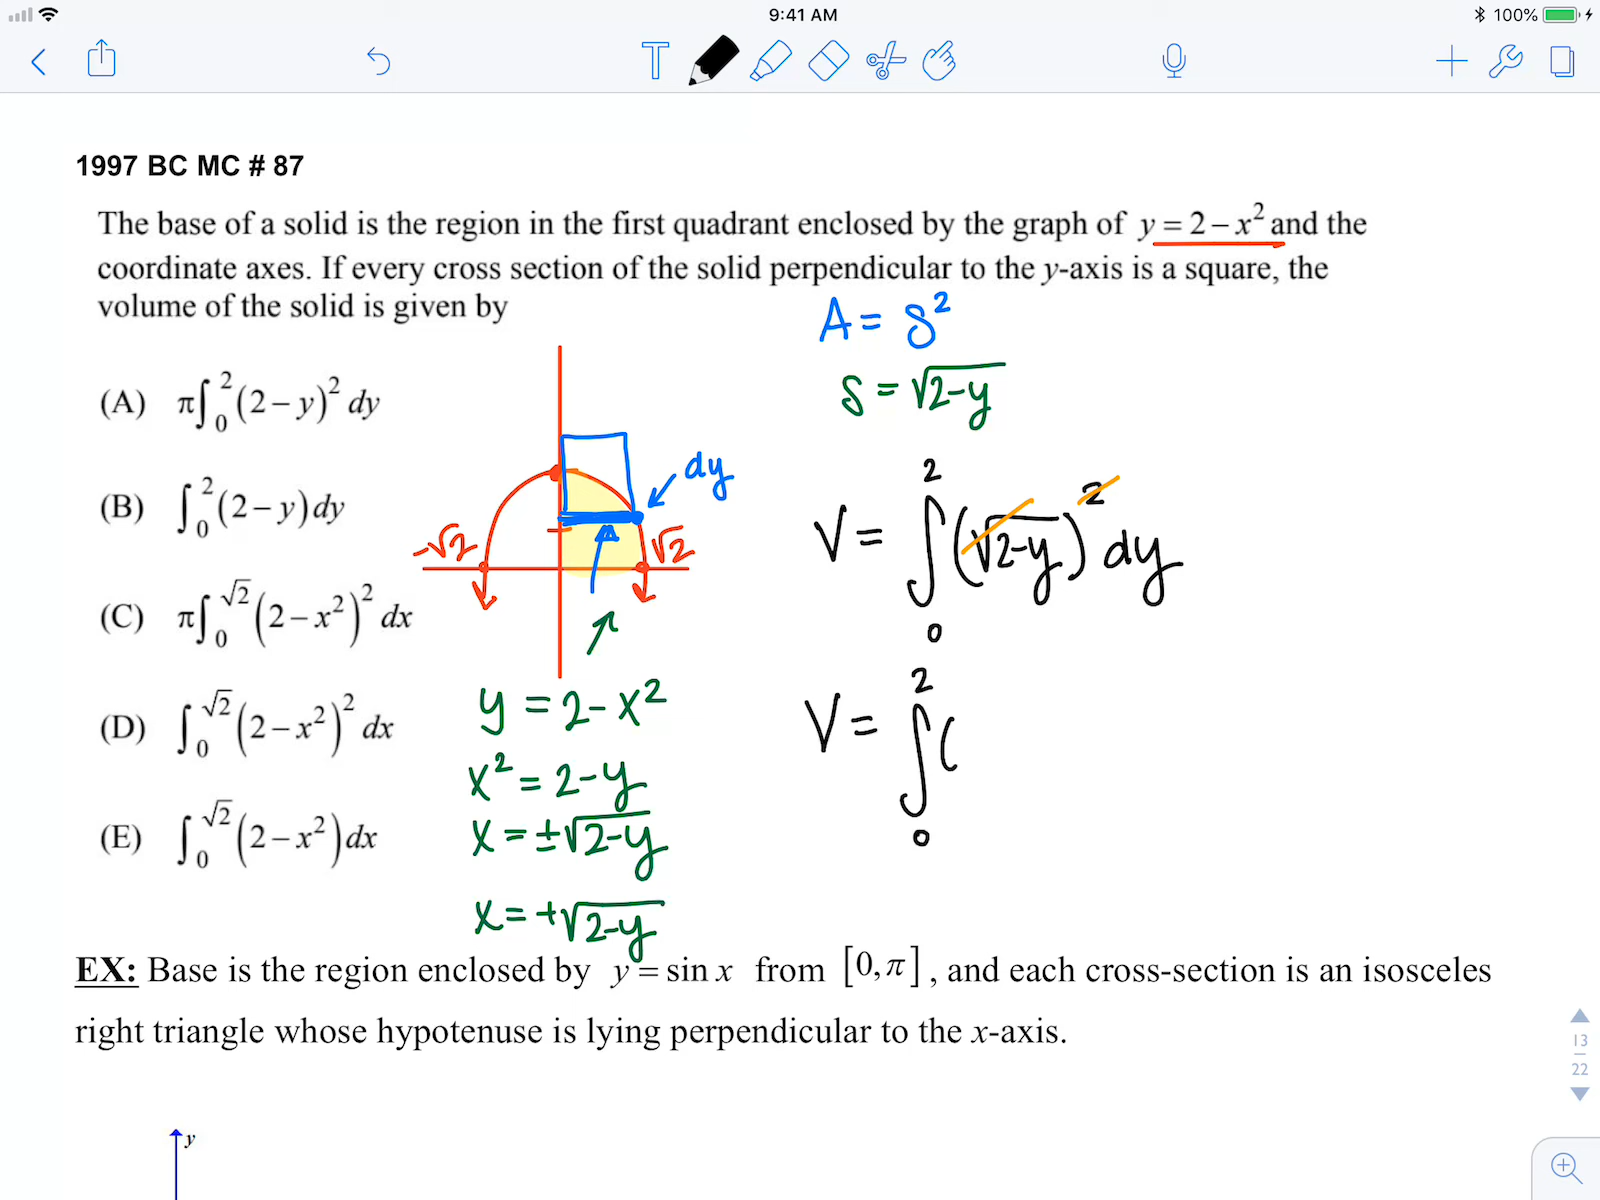 9:41 AM
100%
T
1997 BC MC # 87
The base of a solid is the region in the first quadrant enclosed by the graph of y = 2 − x² and the
coordinate axes. If every cross section of the solid perpendicular to the y-axis is a square, the
volume of the solid is given by
A = s²
s = √(2-y)
(A) π∫₀² (2 − y)² dy
dy
(B) ∫₀² (2 − y) dy
-√2
√2
V = ∫₀² (√(2-y))² dy
(C) π∫₀^√2 (2 − x²)² dx
(D) ∫₀^√2 (2 − x²)² dx
y = 2 - x²
V = ∫₀² (
x² = 2 - y
(E) ∫₀^√2 (2 − x²) dx
x = ±√(2-y)
x = +√(2-y)
EX: Base is the region enclosed by y = sin x from [0, π], and each cross-section is an isosceles
right triangle whose hypotenuse is lying perpendicular to the x-axis.
13
22
y